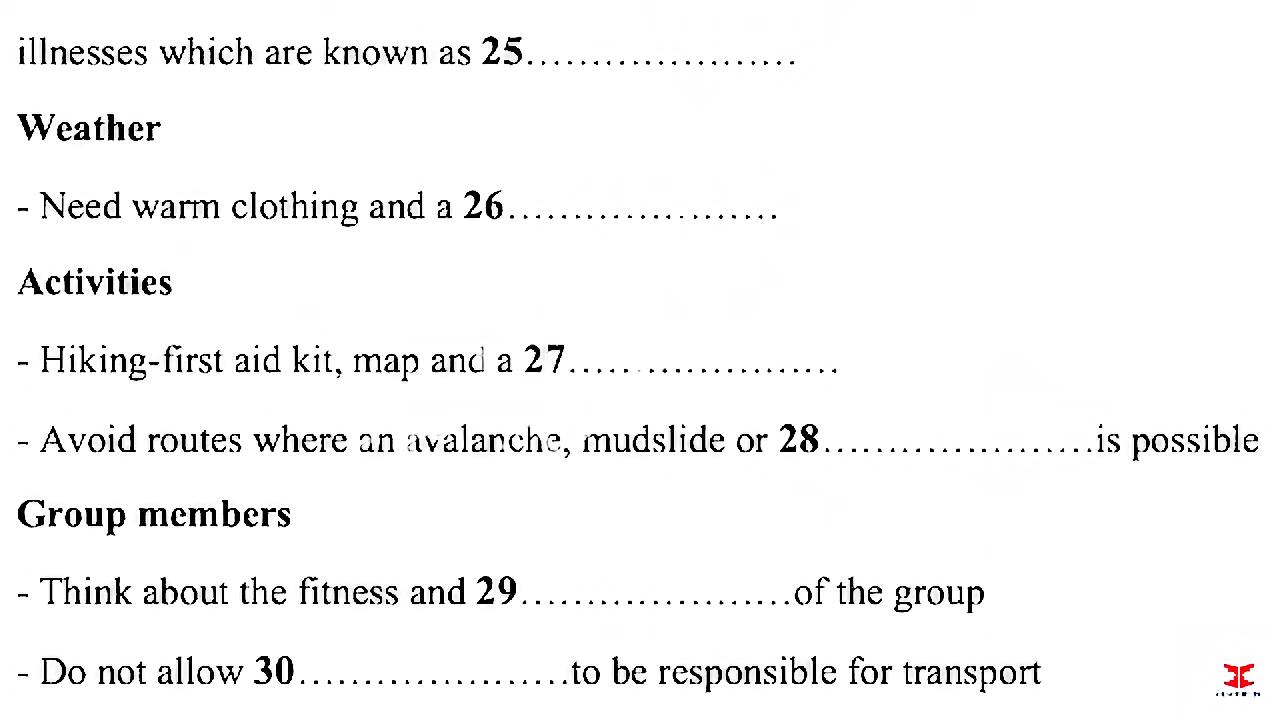 illnesses which are known as 25.....................
Weather
- Need warm clothing and a 26.....................
Activities
- Hiking-first aid kit, map and a 27.....................
- Avoid routes where an avalanche, mudslide or 28.....................is possible
Group members
- Think about the fitness and 29.....................of the group
- Do not allow 30.....................to be responsible for transport